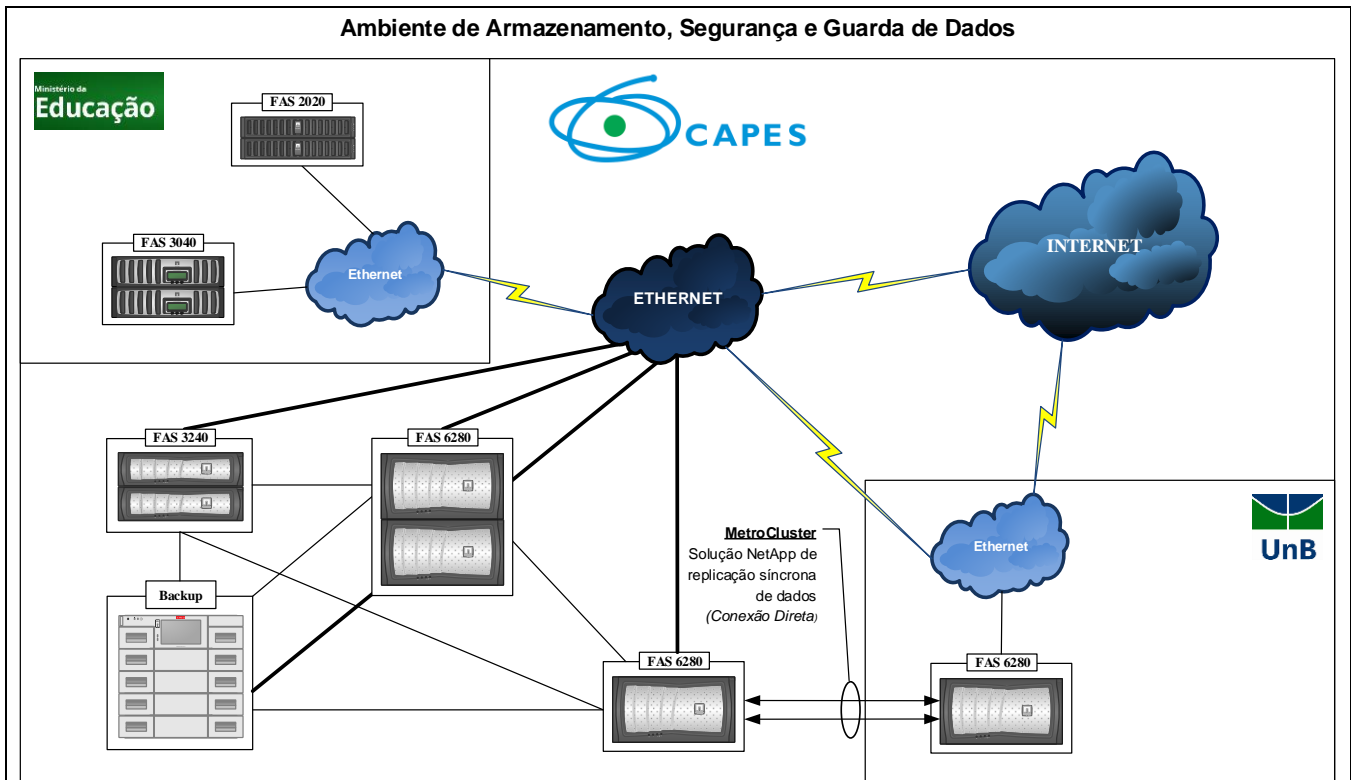 Ambiente de Armazenamento, Segurança e Guarda de Dados
Ministério da
Educação
FAS 2020
CAPES
FAS 3040
Ethernet
ETHERNET
INTERNET
FAS 3240
FAS 6280
MetroCluster
Solução NetApp de
replicação síncrona
de dados
(Conexão Direta)
Ethernet
UnB
Backup
FAS 6280
FAS 6280